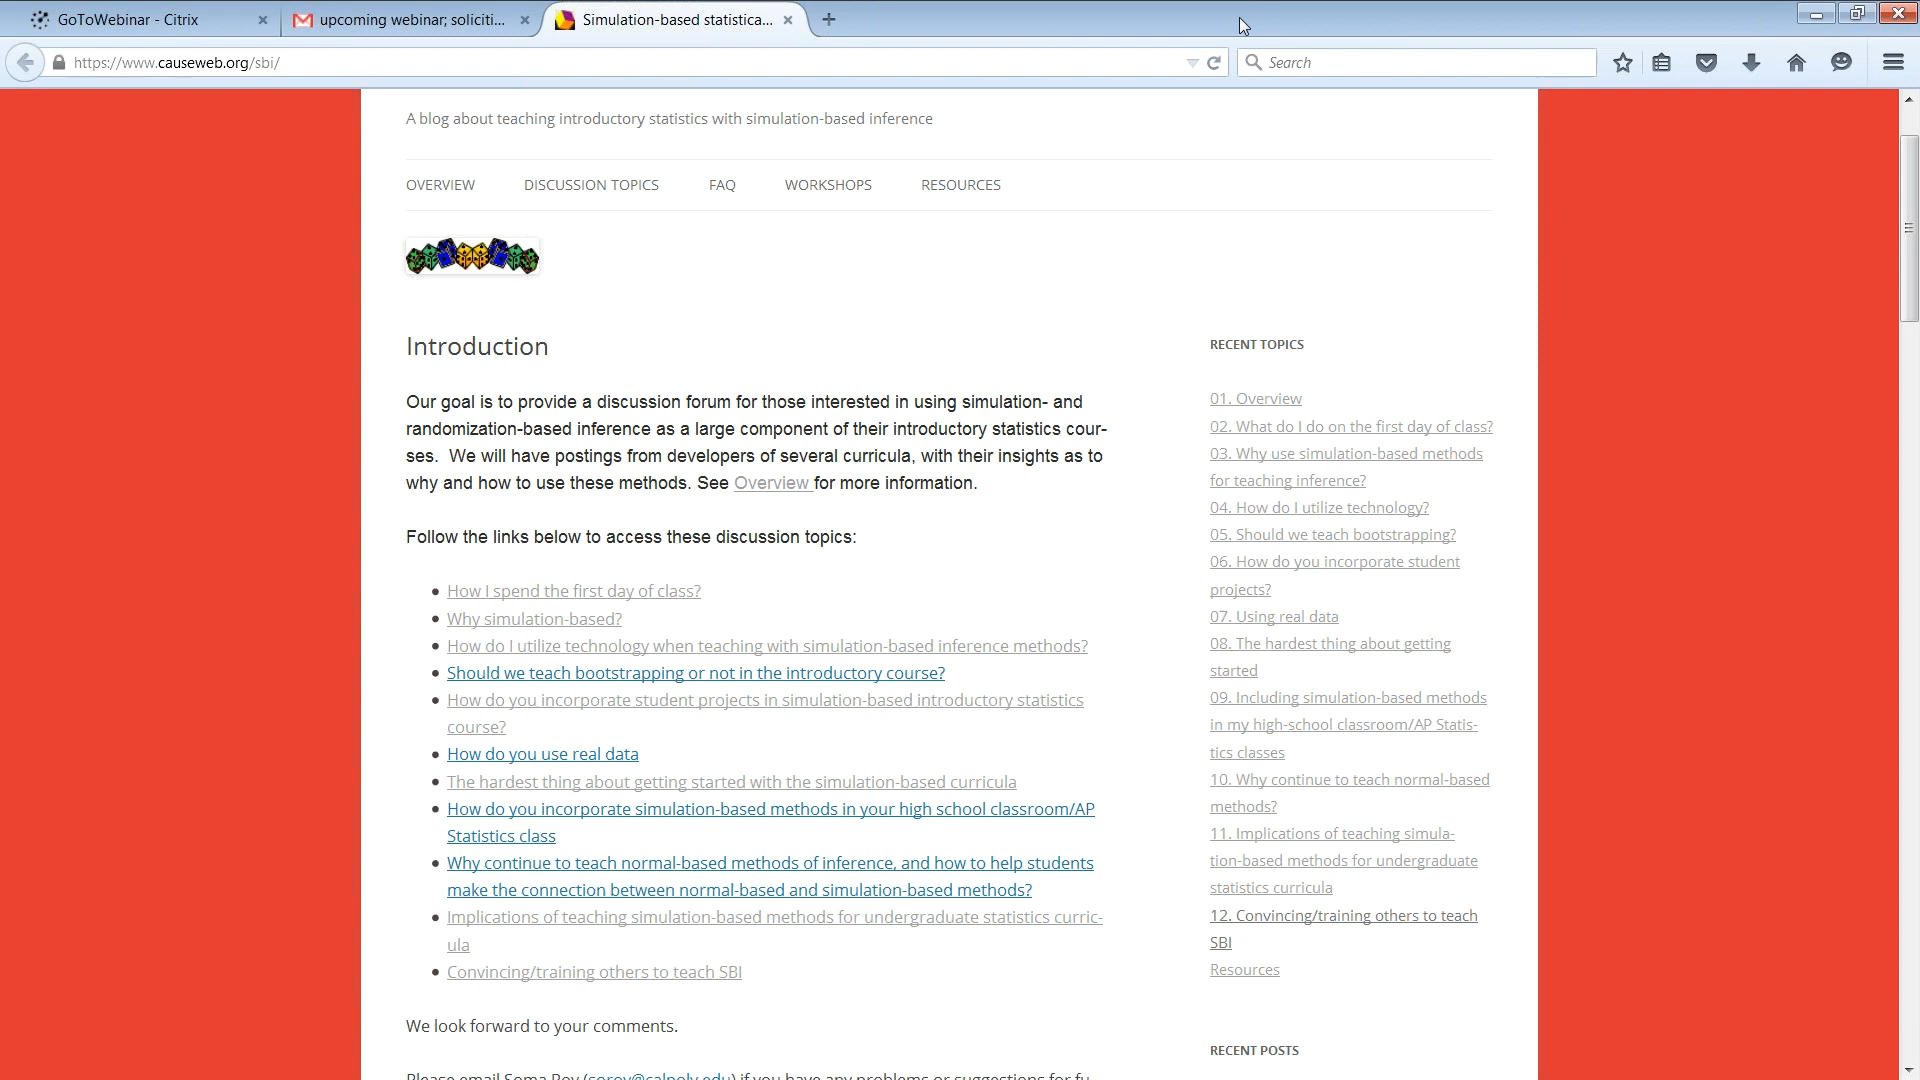 GoToWebinar - Citrix
upcoming webinar; soliciti...
Simulation-based statistica...
https://www.causeweb.org/sbi/
Search
A blog about teaching introductory statistics with simulation-based inference
OVERVIEW DISCUSSION TOPICS FAQ WORKSHOPS RESOURCES
Introduction
Our goal is to provide a discussion forum for those interested in using simulation- and
randomization-based inference as a large component of their introductory statistics cour-
ses. We will have postings from developers of several curricula, with their insights as to
why and how to use these methods. See Overview for more information.
Follow the links below to access these discussion topics:
How I spend the first day of class?
Why simulation-based?
How do I utilize technology when teaching with simulation-based inference methods?
Should we teach bootstrapping or not in the introductory course?
How do you incorporate student projects in simulation-based introductory statistics
course?
How do you use real data
The hardest thing about getting started with the simulation-based curricula
How do you incorporate simulation-based methods in your high school classroom/AP
Statistics class
Why continue to teach normal-based methods of inference, and how to help students
make the connection between normal-based and simulation-based methods?
Implications of teaching simulation-based methods for undergraduate statistics curric-
ula
Convincing/training others to teach SBI
We look forward to your comments.
Please email Soma Roy (soroy@calpoly.edu) if you have any problems or suggestions for fu-
RECENT TOPICS
01. Overview
02. What do I do on the first day of class?
03. Why use simulation-based methods
for teaching inference?
04. How do I utilize technology?
05. Should we teach bootstrapping?
06. How do you incorporate student
projects?
07. Using real data
08. The hardest thing about getting
started
09. Including simulation-based methods
in my high-school classroom/AP Statis-
tics classes
10. Why continue to teach normal-based
methods?
11. Implications of teaching simula-
tion-based methods for undergraduate
statistics curricula
12. Convincing/training others to teach
SBI
Resources
RECENT POSTS